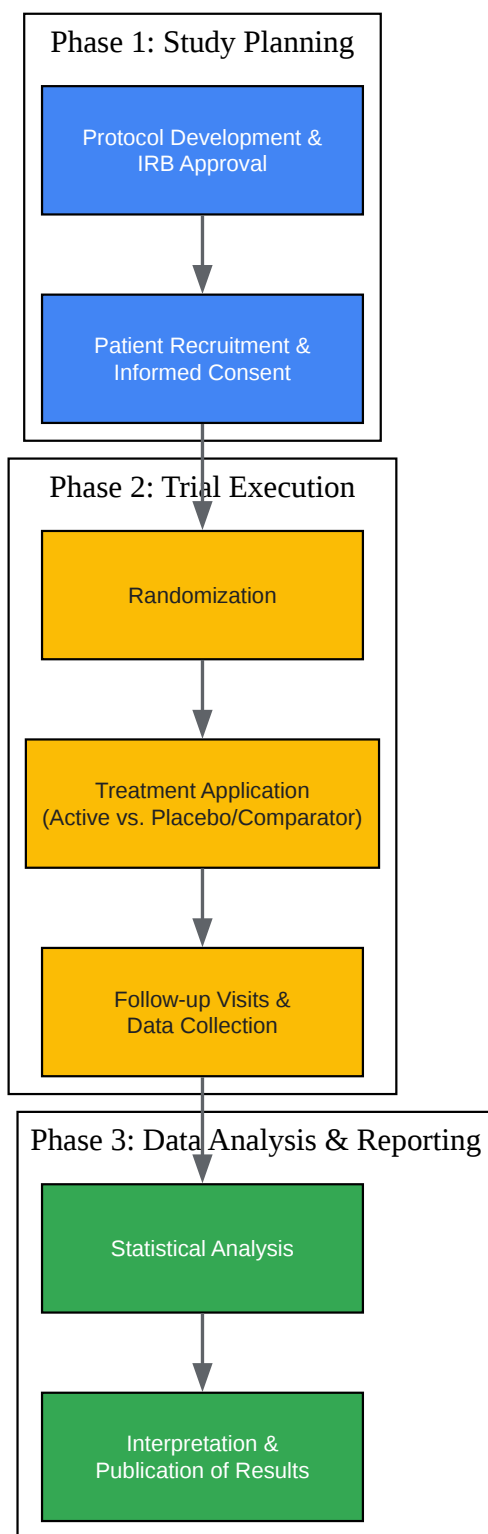 Phase 1: Study Planning
Protocol Development &
IRB Approval
Patient Recruitment &
Informed Consent
Phase 2: Trial Execution
Randomization
Treatment Application
(Active vs. Placebo/Comparator)
Follow-up Visits &
Data Collection
Phase 3: Data Analysis & Reporting
Statistical Analysis
Interpretation &
Publication of Results